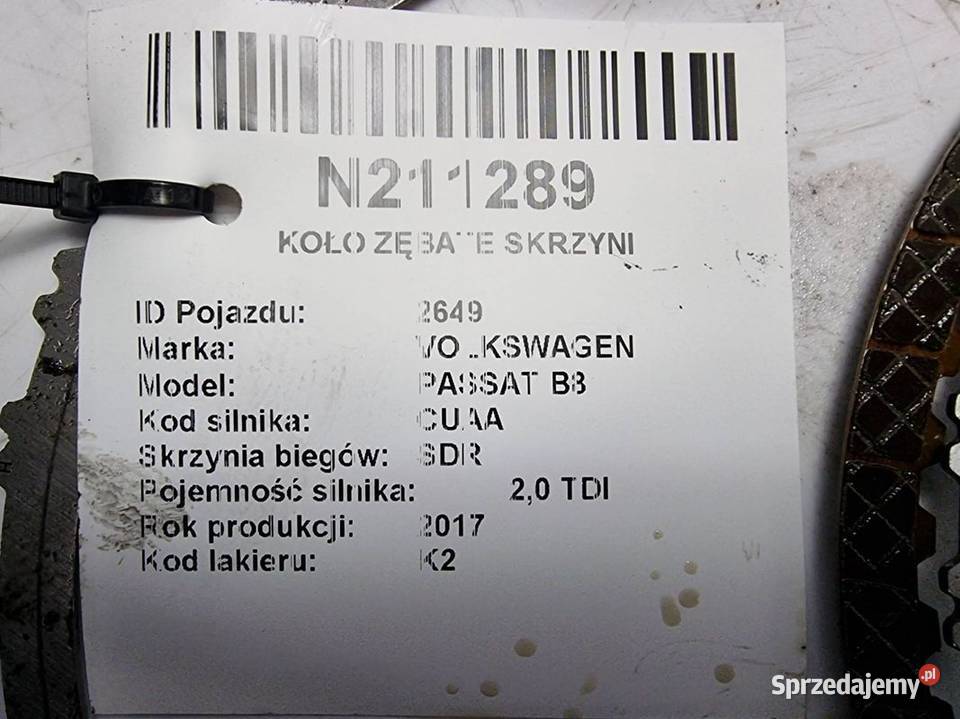 N211289
KOŁO ZĘBATE SKRZYNI
ID Pojazdu: 2649
Marka: VOLKSWAGEN
Model: PASSAT B8
Kod silnika: CUAA
Skrzynia biegów: SDR
Pojemność silnika: 2,0 TDI
Rok produkcji: 2017
Kod lakieru: K2
Sprzedajemy.pl